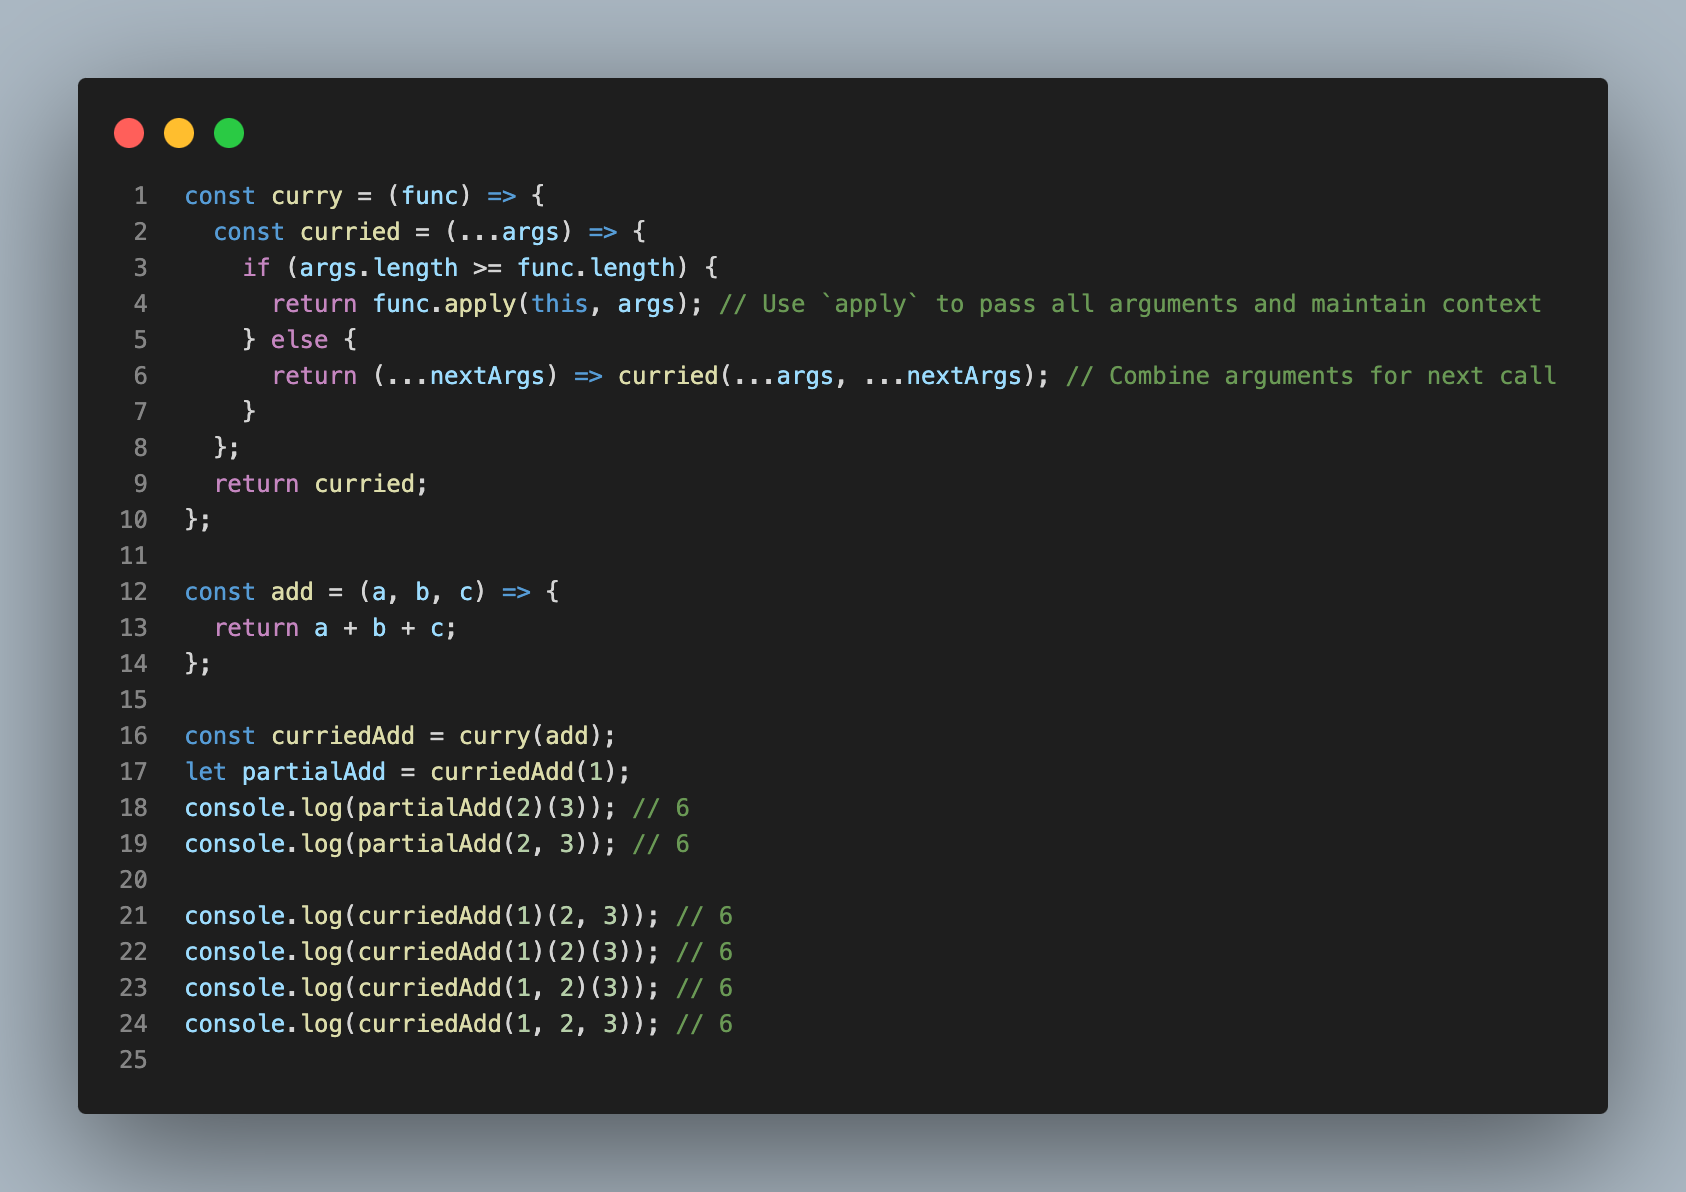 1 const curry = (func) => {
2   const curried = (...args) => {
3     if (args.length >= func.length) {
4       return func.apply(this, args); // Use `apply` to pass all arguments and maintain context
5     } else {
6       return (...nextArgs) => curried(...args, ...nextArgs); // Combine arguments for next call
7     }
8   };
9   return curried;
10 };
11
12 const add = (a, b, c) => {
13   return a + b + c;
14 };
15
16 const curriedAdd = curry(add);
17 let partialAdd = curriedAdd(1);
18 console.log(partialAdd(2)(3)); // 6
19 console.log(partialAdd(2, 3)); // 6
20
21 console.log(curriedAdd(1)(2, 3)); // 6
22 console.log(curriedAdd(1)(2)(3)); // 6
23 console.log(curriedAdd(1, 2)(3)); // 6
24 console.log(curriedAdd(1, 2, 3)); // 6
25